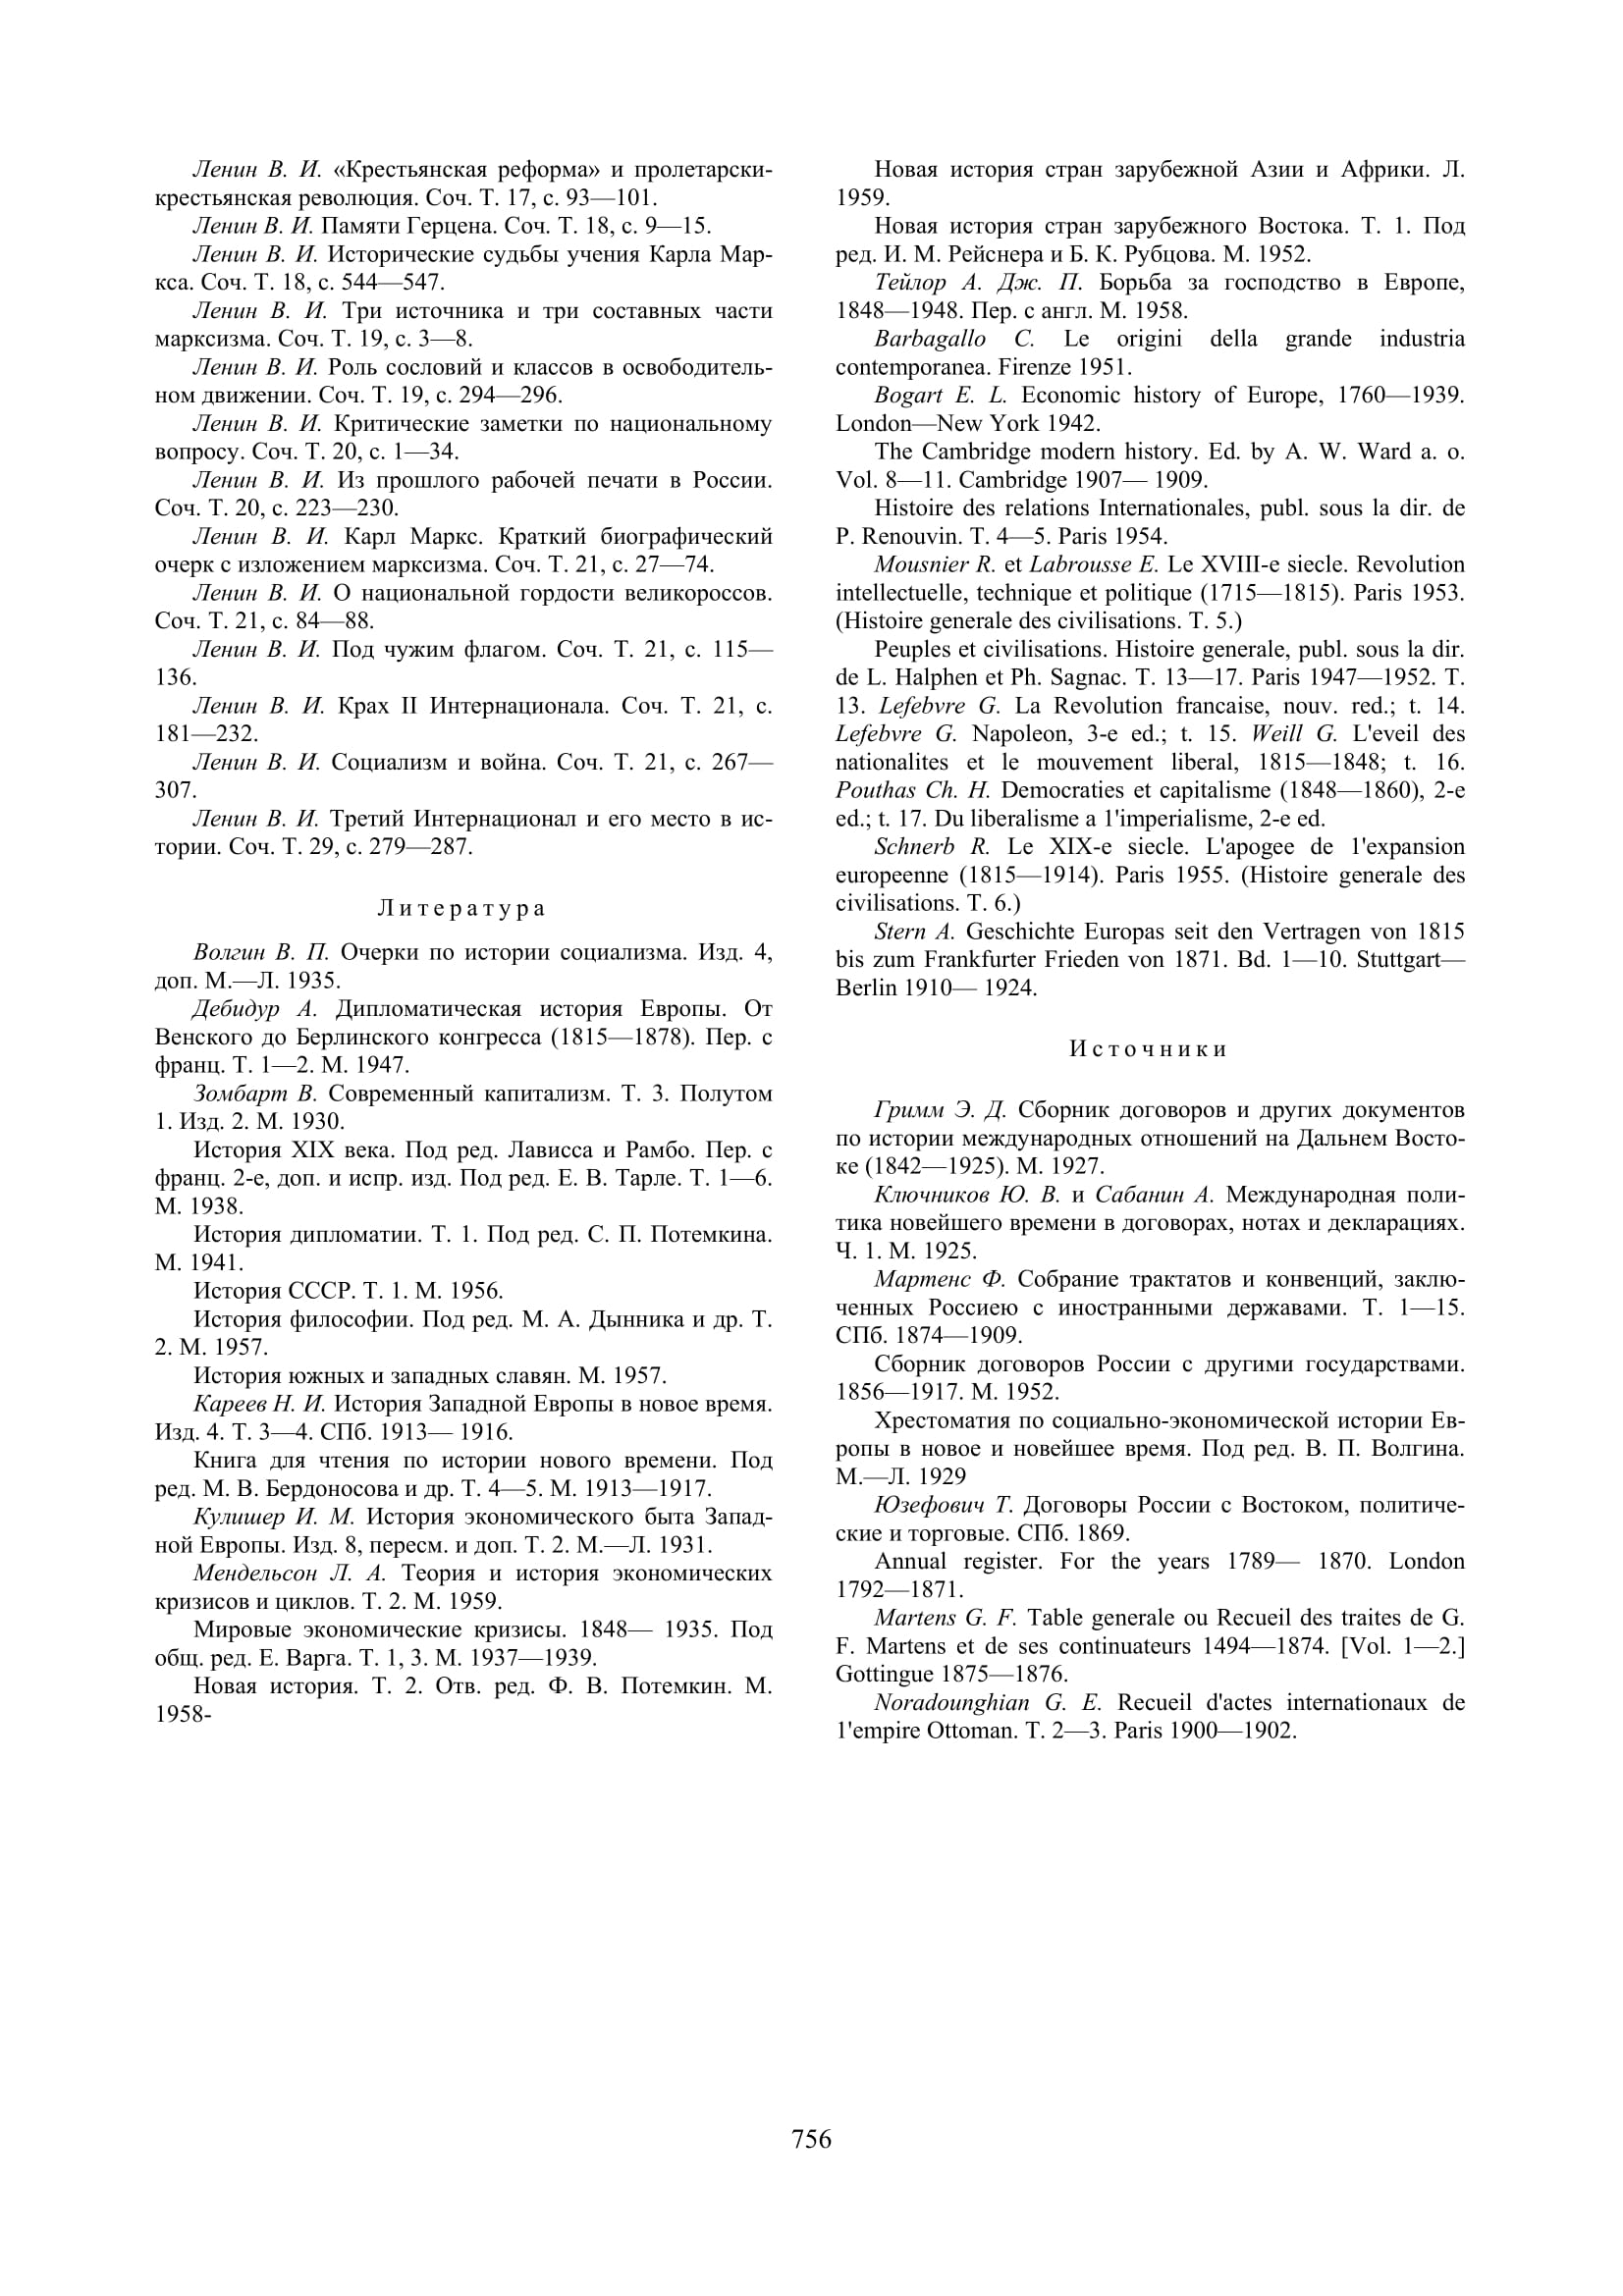 Ленин В. И. «Крестьянская реформа» и пролетарски-
крестьянская революция. Соч. Т. 17, с. 93—101.
Ленин В. И. Памяти Герцена. Соч. Т. 18, с. 9—15.
Ленин В. И. Исторические судьбы учения Карла Мар-
кса. Соч. Т. 18, с. 544—547.
Ленин В. И. Три источника и три составных части
марксизма. Соч. Т. 19, с. 3—8.
Ленин В. И. Роль сословий и классов в освободитель-
ном движении. Соч. Т. 19, с. 294—296.
Ленин В. И. Критические заметки по национальному
вопросу. Соч. Т. 20, с. 1—34.
Ленин В. И. Из прошлого рабочей печати в России.
Соч. Т. 20, с. 223—230.
Ленин В. И. Карл Маркс. Краткий биографический
очерк с изложением марксизма. Соч. Т. 21, с. 27—74.
Ленин В. И. О национальной гордости великороссов.
Соч. Т. 21, с. 84—88.
Ленин В. И. Под чужим флагом. Соч. Т. 21, с. 115—
136.
Ленин В. И. Крах II Интернационала. Соч. Т. 21, с.
181—232.
Ленин В. И. Социализм и война. Соч. Т. 21, с. 267—
307.
Ленин В. И. Третий Интернационал и его место в ис-
тории. Соч. Т. 29, с. 279—287.
Литература
Волгин В. П. Очерки по истории социализма. Изд. 4,
доп. М.—Л. 1935.
Дебидур А. Дипломатическая история Европы. От
Венского до Берлинского конгресса (1815—1878). Пер. с
франц. Т. 1—2. М. 1947.
Зомбарт В. Современный капитализм. Т. 3. Полутом
1. Изд. 2. М. 1930.
История XIX века. Под ред. Лависса и Рамбо. Пер. с
франц. 2-е, доп. и испр. изд. Под ред. Е. В. Тарле. Т. 1—6.
М. 1938.
История дипломатии. Т. 1. Под ред. С. П. Потемкина.
М. 1941.
История СССР. Т. 1. М. 1956.
История философии. Под ред. М. А. Дынника и др. Т.
2. М. 1957.
История южных и западных славян. М. 1957.
Кареев Н. И. История Западной Европы в новое время.
Изд. 4. Т. 3—4. СПб. 1913— 1916.
Книга для чтения по истории нового времени. Под
ред. М. В. Бердоносова и др. Т. 4—5. М. 1913—1917.
Кулишер И. М. История экономического быта Запад-
ной Европы. Изд. 8, пересм. и доп. Т. 2. М.—Л. 1931.
Мендельсон Л. А. Теория и история экономических
кризисов и циклов. Т. 2. М. 1959.
Мировые экономические кризисы. 1848— 1935. Под
общ. ред. Е. Варга. Т. 1, 3. М. 1937—1939.
Новая история. Т. 2. Отв. ред. Ф. В. Потемкин. М.
1958-
Новая история стран зарубежной Азии и Африки. Л.
1959.
Новая история стран зарубежного Востока. Т. 1. Под
ред. И. М. Рейснера и Б. К. Рубцова. М. 1952.
Тейлор А. Дж. П. Борьба за господство в Европе,
1848—1948. Пер. с англ. М. 1958.
Barbagallo C. Le origini della grande industria
contemporanea. Firenze 1951.
Bogart E. L. Economic history of Europe, 1760—1939.
London—New York 1942.
The Cambridge modern history. Ed. by A. W. Ward a. o.
Vol. 8—11. Cambridge 1907— 1909.
Histoire des relations Internationales, publ. sous la dir. de
P. Renouvin. T. 4—5. Paris 1954.
Mousnier R. et Labrousse E. Le XVIII-e siecle. Revolution
intellectuelle, technique et politique (1715—1815). Paris 1953.
(Histoire generale des civilisations. T. 5.)
Peuples et civilisations. Histoire generale, publ. sous la dir.
de L. Halphen et Ph. Sagnac. T. 13—17. Paris 1947—1952. T.
13. Lefebvre G. La Revolution francaise, nouv. red.; t. 14.
Lefebvre G. Napoleon, 3-e ed.; t. 15. Weill G. L'eveil des
nationalites et le mouvement liberal, 1815—1848; t. 16.
Pouthas Ch. H. Democraties et capitalisme (1848—1860), 2-e
ed.; t. 17. Du liberalisme a 1'imperialisme, 2-e ed.
Schnerb R. Le XIX-e siecle. L'apogee de 1'expansion
europeenne (1815—1914). Paris 1955. (Histoire generale des
civilisations. T. 6.)
Stern A. Geschichte Europas seit den Vertragen von 1815
bis zum Frankfurter Frieden von 1871. Bd. 1—10. Stuttgart—
Berlin 1910— 1924.
Источники
Гримм Э. Д. Сборник договоров и других документов
по истории международных отношений на Дальнем Восто-
ке (1842—1925). М. 1927.
Ключников Ю. В. и Сабанин А. Международная поли-
тика новейшего времени в договорах, нотах и декларациях.
Ч. 1. М. 1925.
Мартенс Ф. Собрание трактатов и конвенций, заклю-
ченных Россиею с иностранными державами. Т. 1—15.
СПб. 1874—1909.
Сборник договоров России с другими государствами.
1856—1917. М. 1952.
Хрестоматия по социально-экономической истории Ев-
ропы в новое и новейшее время. Под ред. В. П. Волгина.
М.—Л. 1929
Юзефович Т. Договоры России с Востоком, политиче-
ские и торговые. СПб. 1869.
Annual register. For the years 1789— 1870. London
1792—1871.
Martens G. F. Table generale ou Recueil des traites de G.
F. Martens et de ses continuateurs 1494—1874. [Vol. 1—2.]
Gottingue 1875—1876.
Noradounghian G. E. Recueil d'actes internationaux de
1'empire Ottoman. T. 2—3. Paris 1900—1902.
756